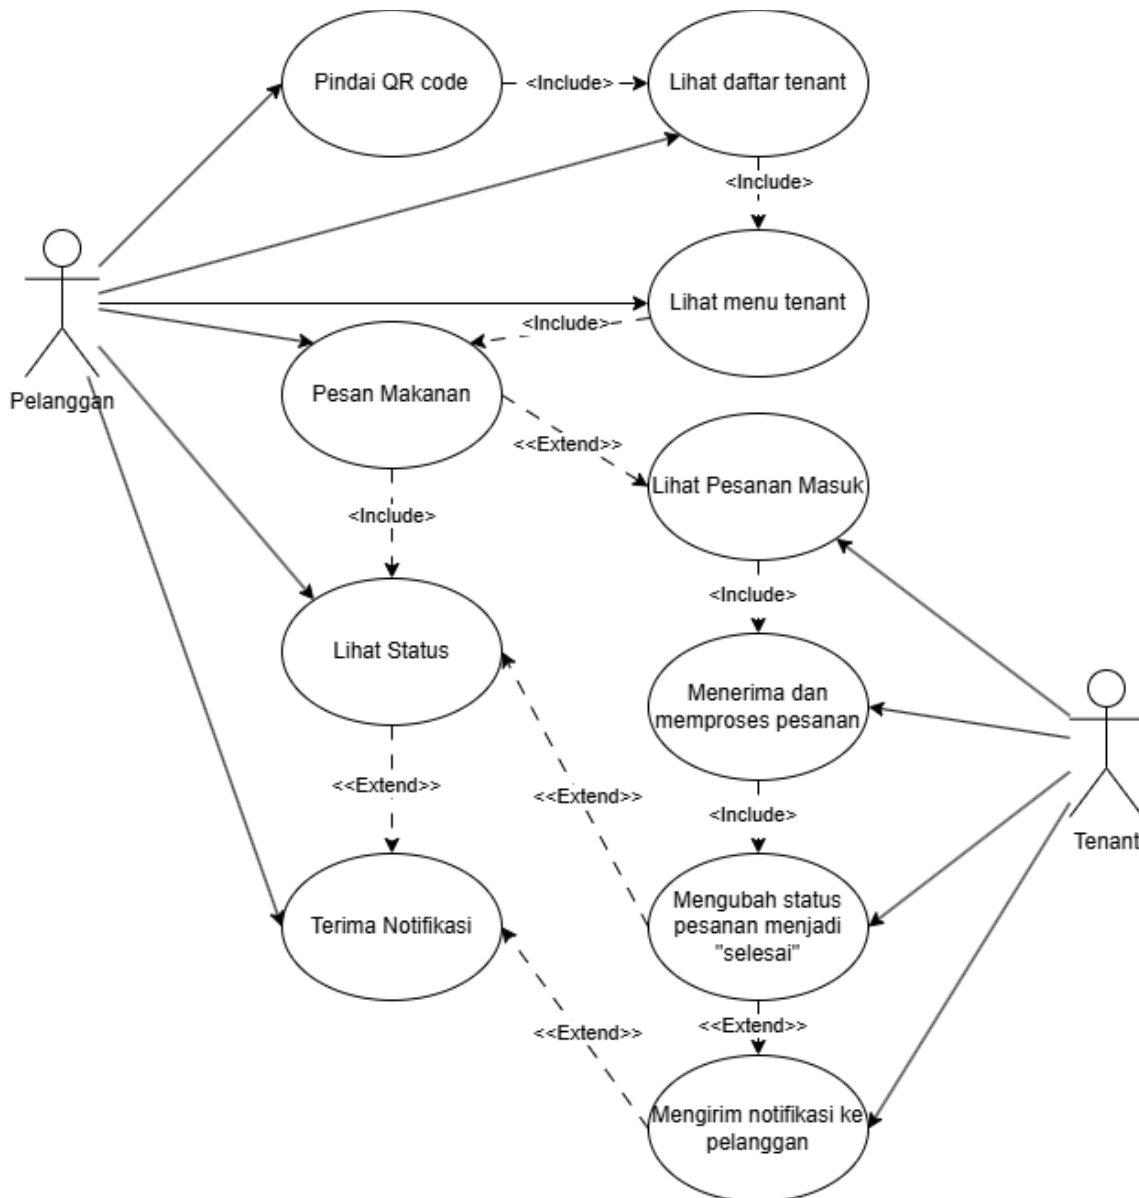 Pindai QR code
<Include>
Lihat daftar tenant
<Include>
Lihat menu tenant
<Include>
Pelanggan
Pesan Makanan
<<Extend>>
Lihat Pesanan Masuk
<Include>
<Include>
Lihat Status
Menerima dan
memproses pesanan
<<Extend>>
<<Extend>>
<Include>
Tenant
Terima Notifikasi
Mengubah status
pesanan menjadi
"selesai"
<<Extend>>
<<Extend>>
Mengirim notifikasi ke
pelanggan